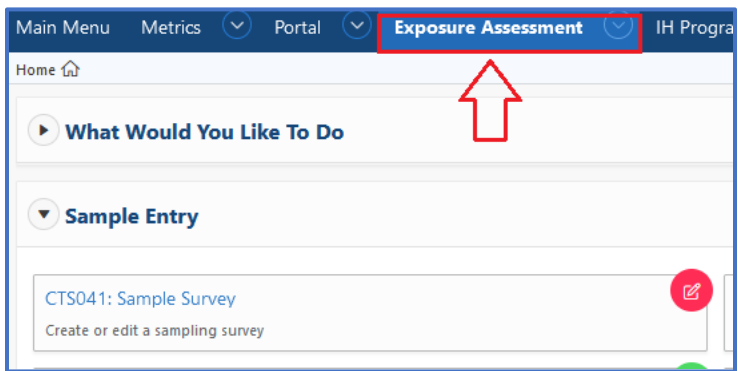 Main Menu Metrics Portal Exposure Assessment IH Progra
Home
What Would You Like To Do
Sample Entry
CTS041: Sample Survey
Create or edit a sampling survey